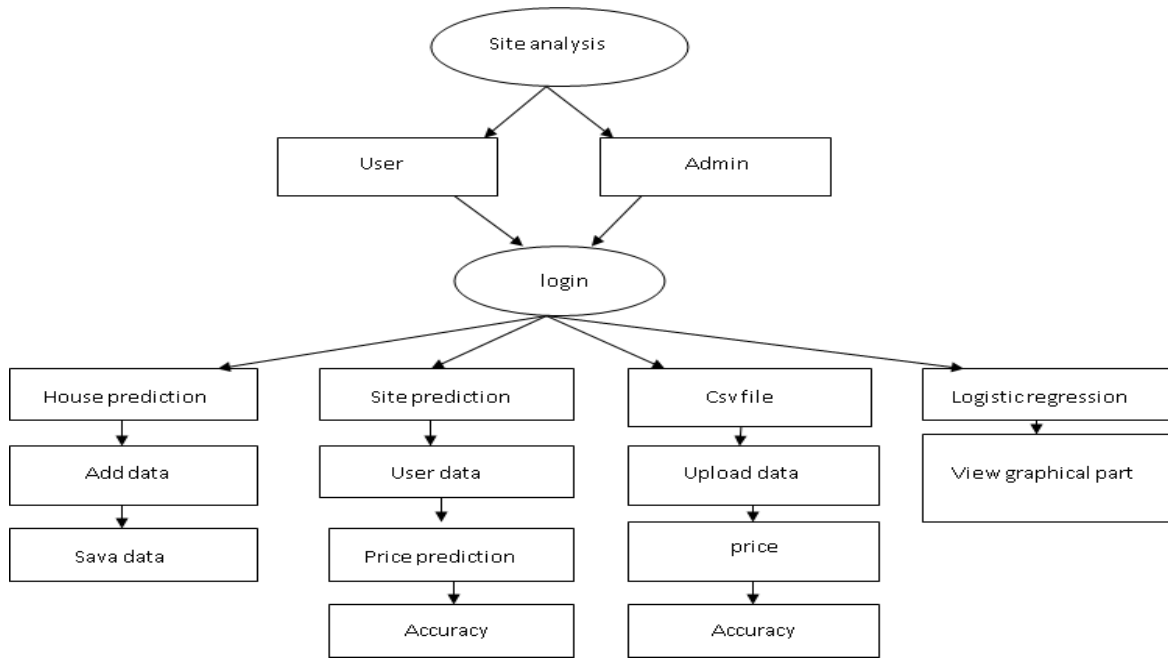 Site analysis
User
Admin
login
House prediction
Site prediction
Csv file
Logistic regression
Add data
User data
Upload data
View graphical part
Sava data
Price prediction
price
Accuracy
Accuracy